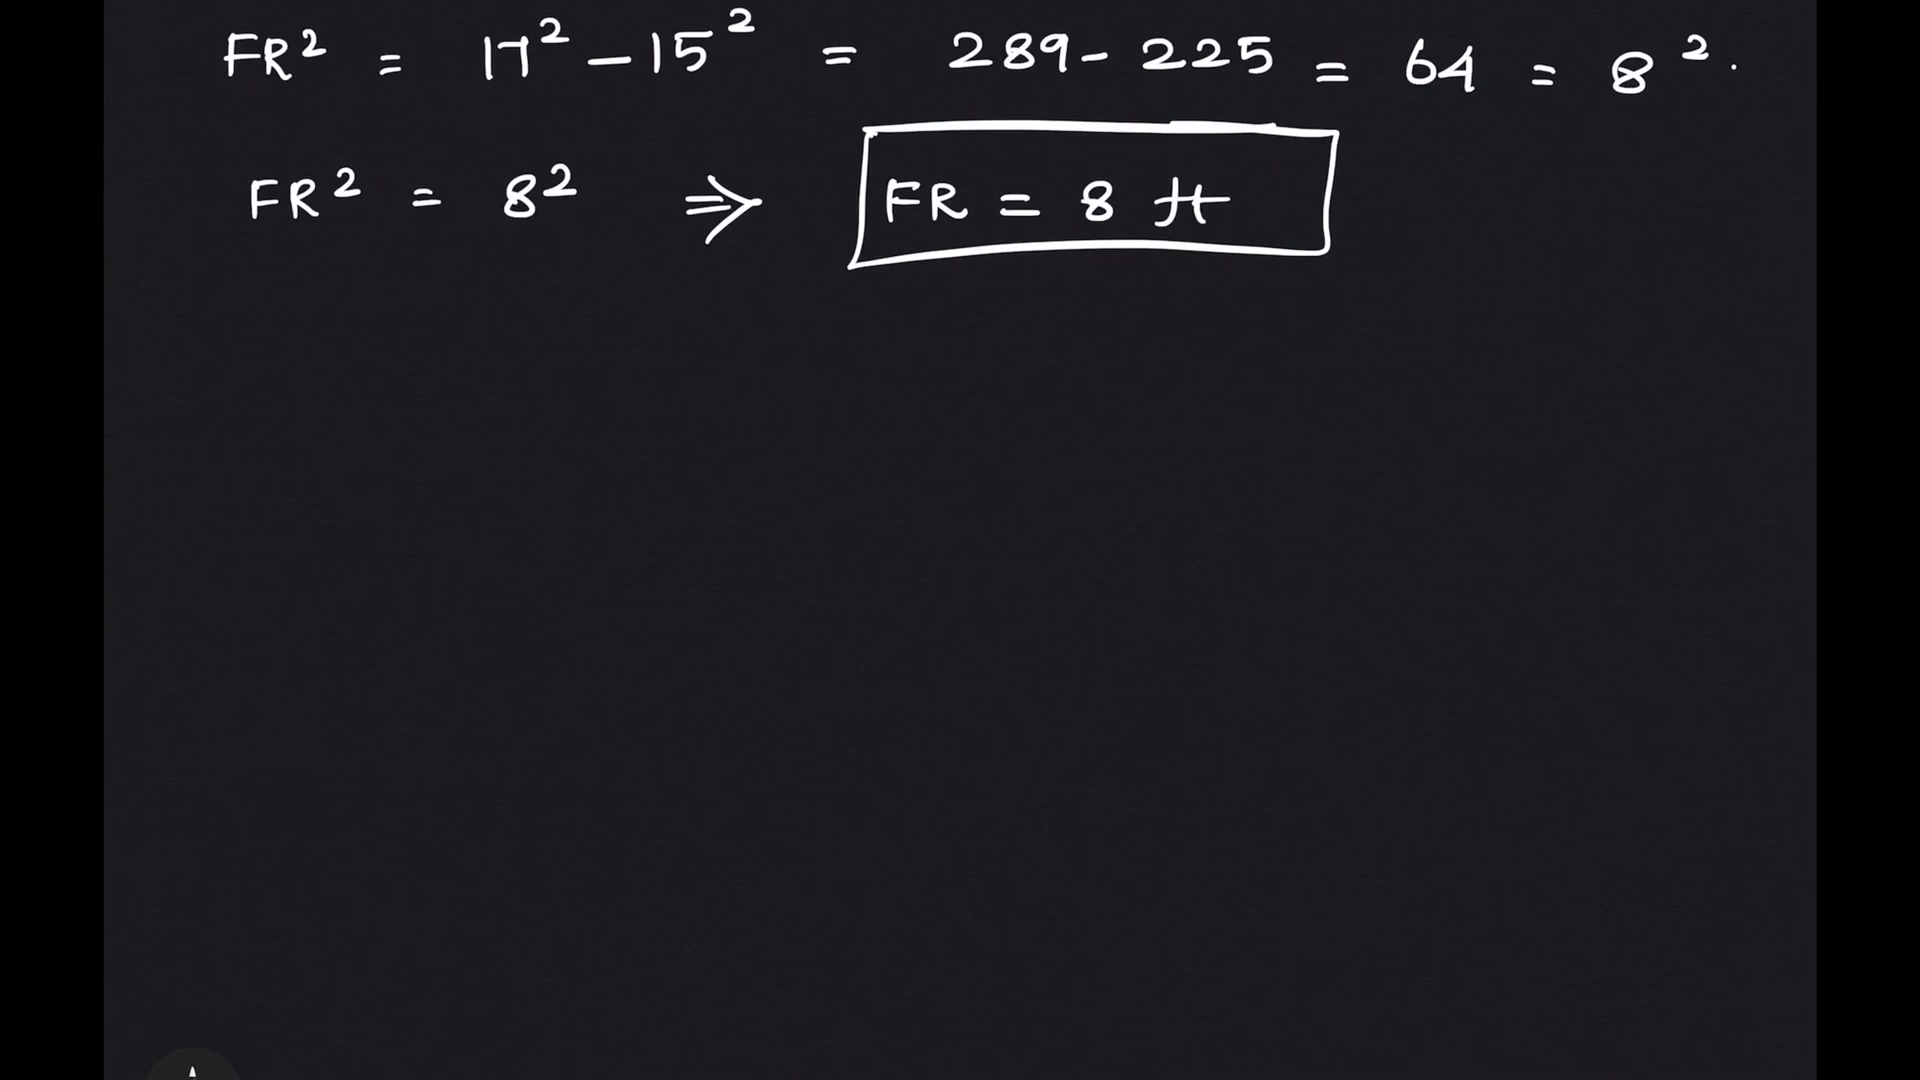 FR² = 17² - 15² = 289 - 225 = 64 = 8².
FR² = 8² ⇒ FR = 8 ft